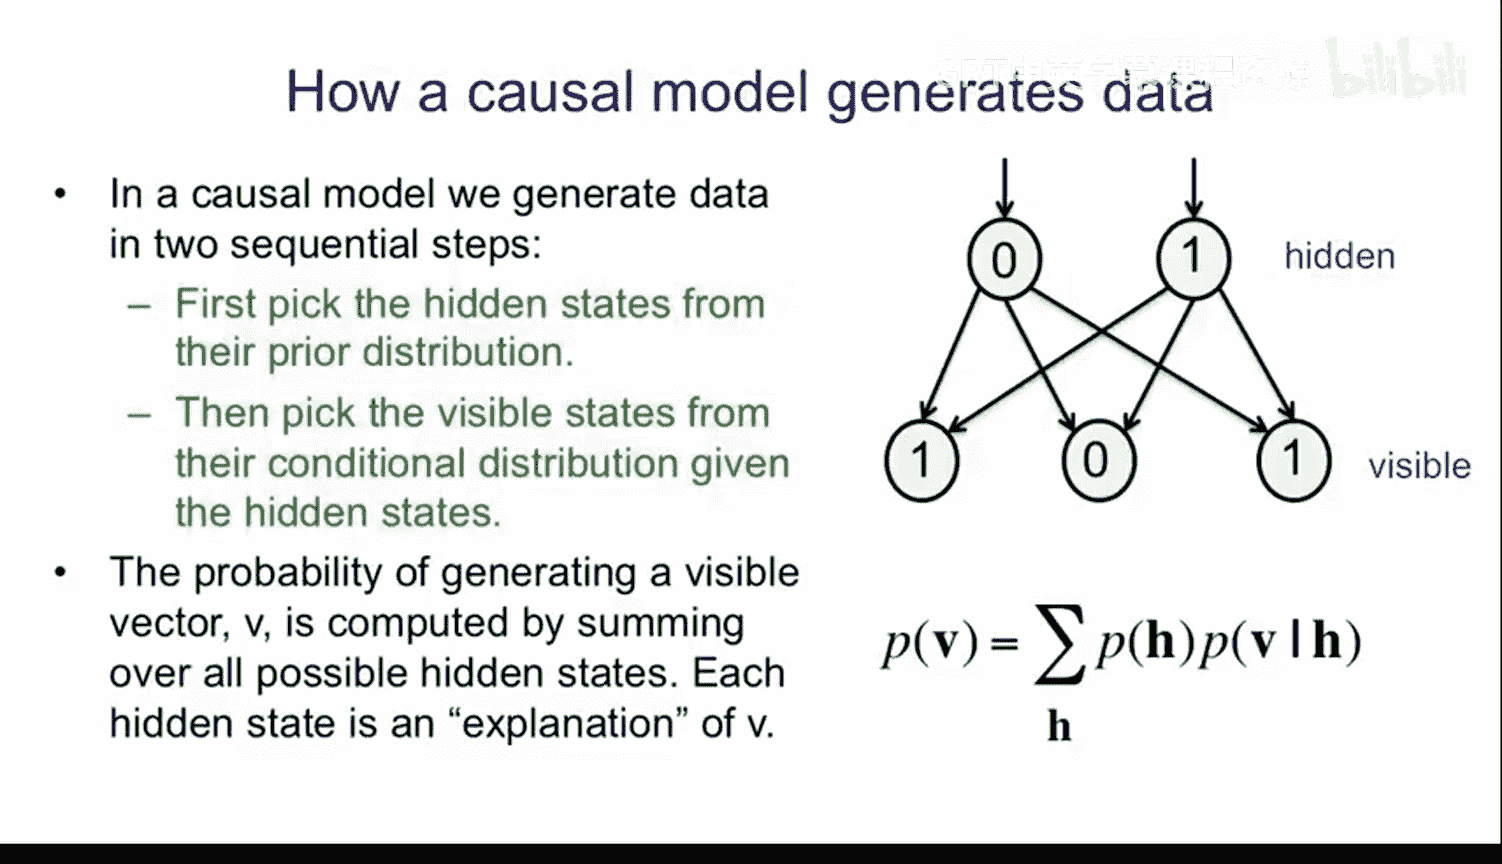 How a causal model generates data
bilibili
• In a causal model we generate data
in two sequential steps:
– First pick the hidden states from
their prior distribution.
– Then pick the visible states from
their conditional distribution given
the hidden states.
• The probability of generating a visible
vector, v, is computed by summing
over all possible hidden states. Each
hidden state is an “explanation” of v.
0 1 hidden
1 0 1 visible
p(v) = ∑ p(h)p(v | h)
h